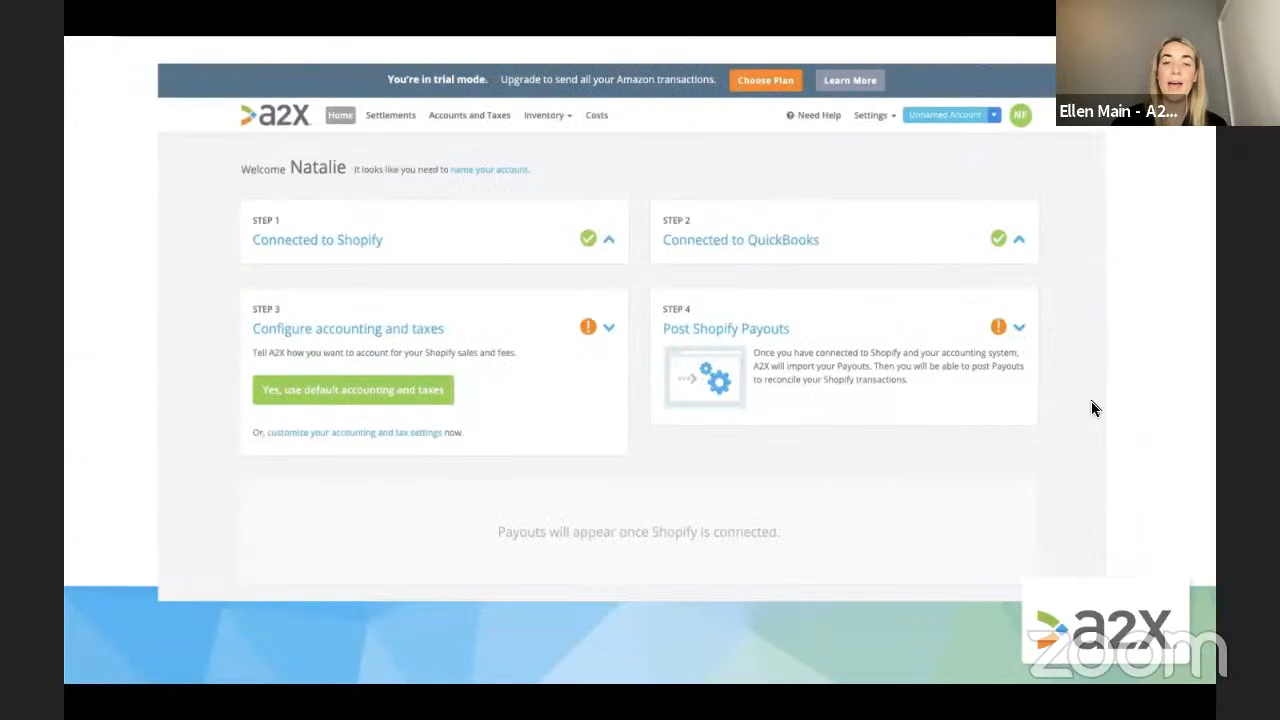 You're in trial mode. Upgrade to send all your Amazon transactions. Choose Plan Learn More
Ellen Main - A2...
a2X Home Settlements Accounts and Taxes Inventory Costs Need Help Settings Unnamed Account NF
Welcome Natalie It looks like you need to name your account.
STEP 1
Connected to Shopify
STEP 2
Connected to QuickBooks
STEP 3
Configure accounting and taxes
Tell A2X how you want to account for your Shopify sales and fees.
Yes, use default accounting and taxes
Or, customize your accounting and tax settings now.
STEP 4
Post Shopify Payouts
Once you have connected to Shopify and your accounting system,
A2X will import your Payouts. Then you will be able to post Payouts
to reconcile your Shopify transactions.
Payouts will appear once Shopify is connected.
a2X
zoom